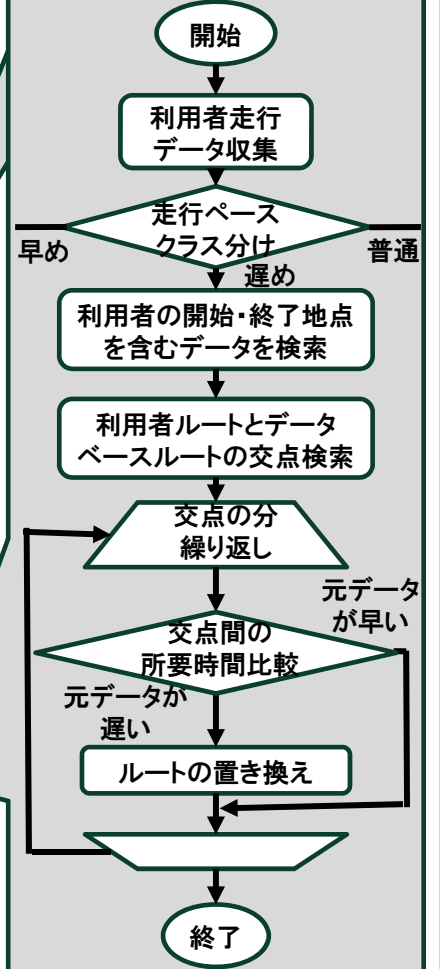 開始
利用者走行
データ収集
走行ペース
クラス分け
早め
普通
遅め
利用者の開始・終了地点
を含むデータを検索
利用者ルートとデータ
ベースルートの交点検索
交点の分
繰り返し
元データ
が早い
交点間の
所要時間比較
元データが
遅い
ルートの置き換え
終了